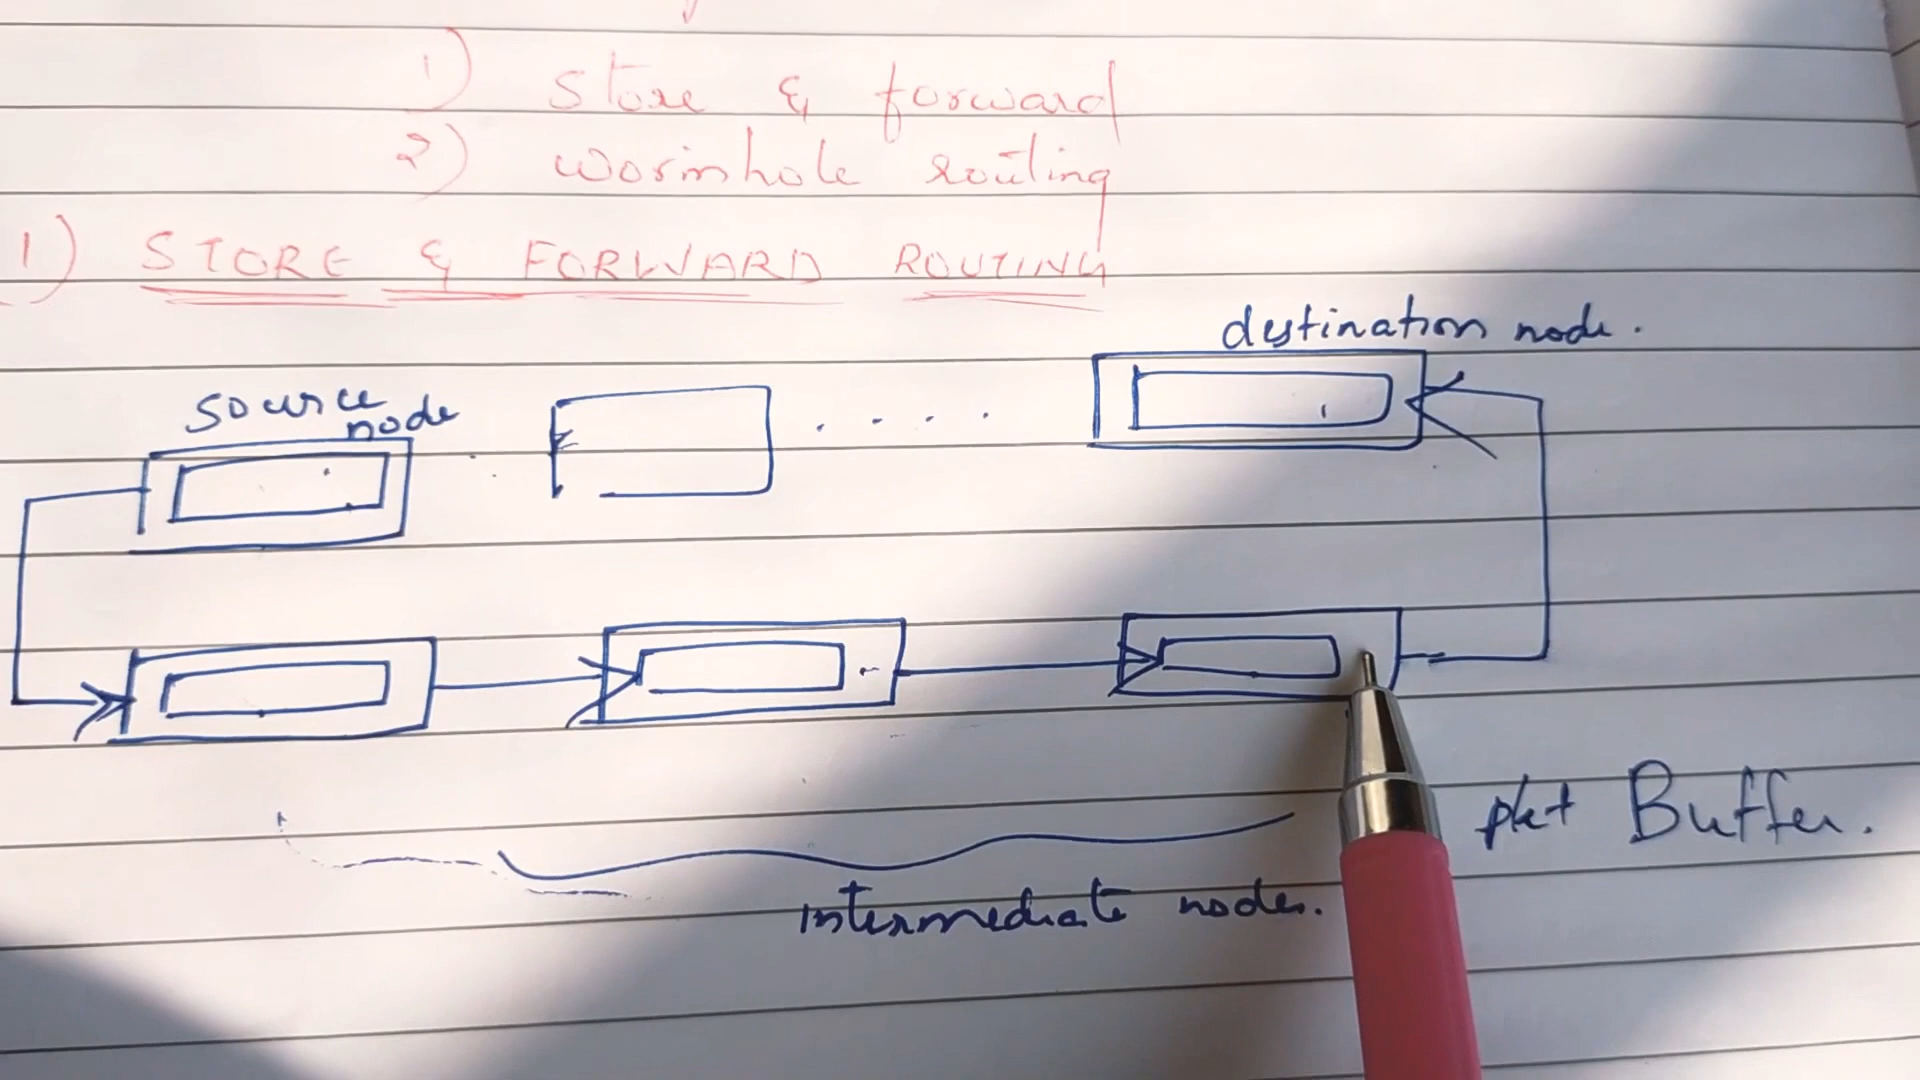 1) Store & forward
2) wormhole routing
1) STORE & FORWARD ROUTING
destination node.
source
node
pkt Buffer.
intermediate nodes.